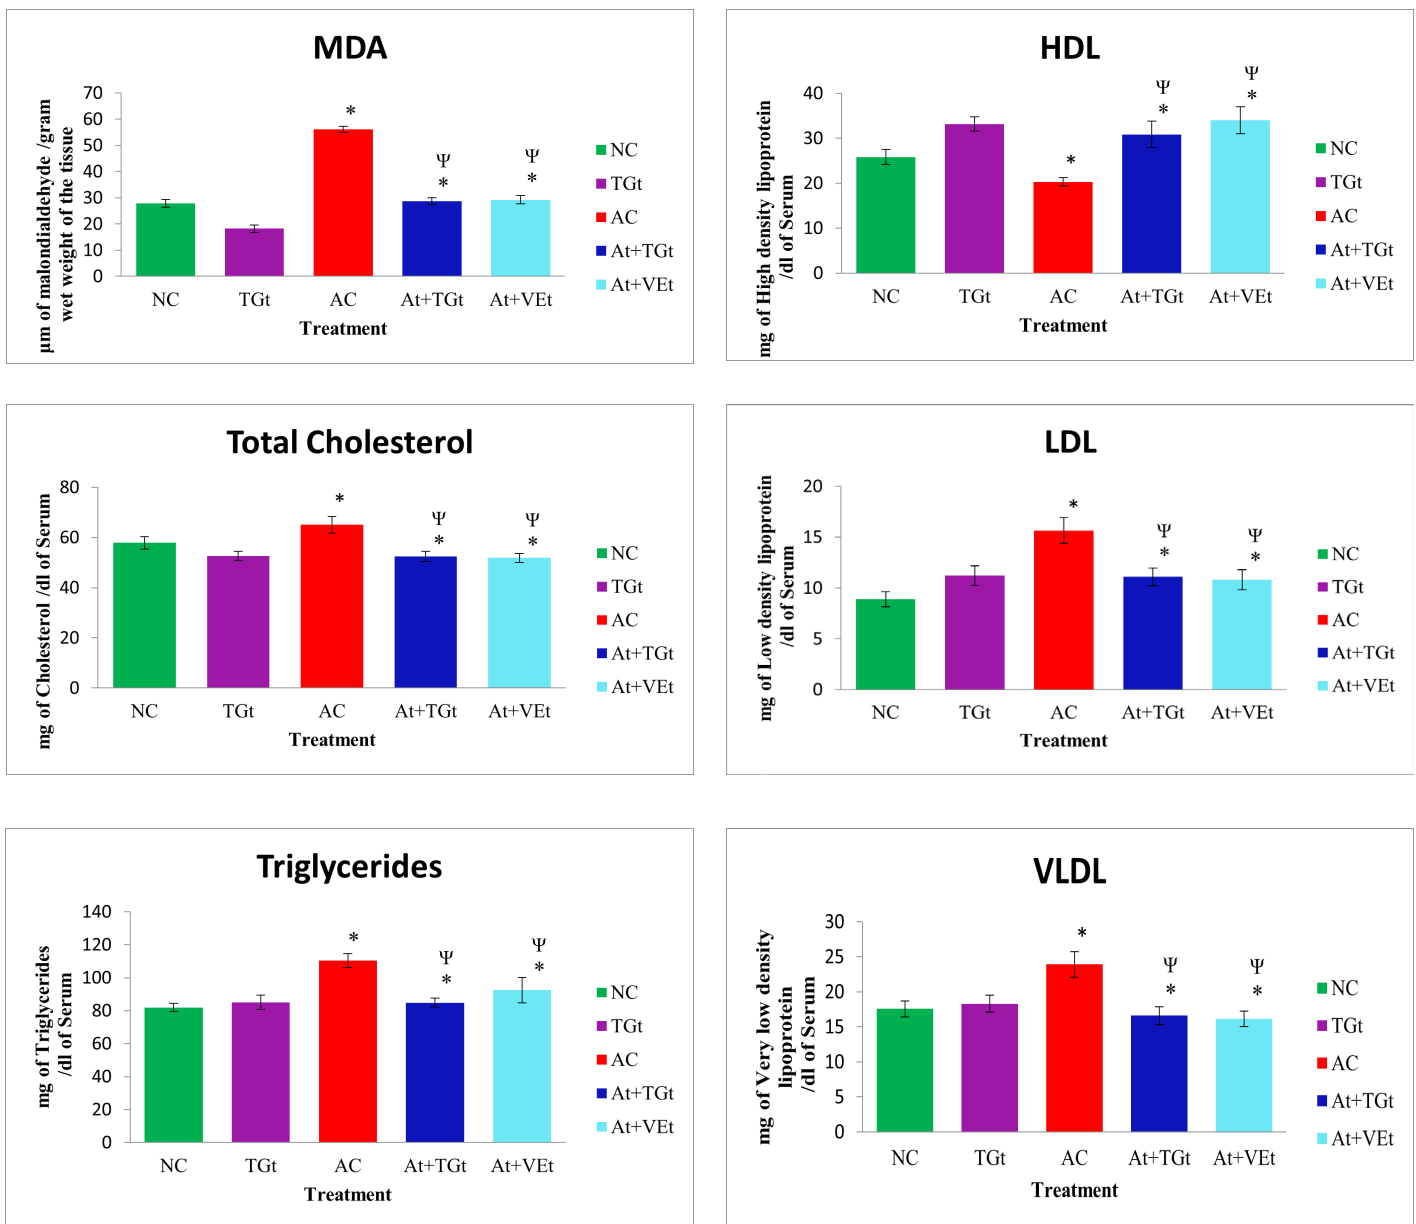 MDA
µm of malondialdehyde /gram
wet weight of the tissue
70
60
50
40
30
20
10
0
*
Ψ
*
Ψ
*
NC
TGt
AC
At+TGt
At+VEt
Treatment
NC
TGt
AC
At+TGt
At+VEt
HDL
mg of High density lipoprotein
/dl of Serum
40
30
20
10
0
*
Ψ
*
Ψ
*
NC
TGt
AC
At+TGt
At+VEt
Treatment
NC
TGt
AC
At+TGt
At+VEt
Total Cholesterol
mg of Cholesterol /dl of Serum
80
60
40
20
0
*
Ψ
*
Ψ
*
NC
TGt
AC
At+TGt
At+VEt
Treatment
NC
TGt
AC
At+TGt
At+VEt
LDL
mg of Low density lipoprotein
/dl of Serum
20
15
10
5
0
*
Ψ
*
Ψ
*
NC
TGt
AC
At+TGt
At+VEt
Treatment
NC
TGt
AC
At+TGt
At+VEt
Triglycerides
mg of Triglycerides
/dl of Serum
140
120
100
80
60
40
20
0
*
Ψ
*
Ψ
*
NC
TGt
AC
At+TGt
At+VEt
Treatment
NC
TGt
AC
At+TGt
At+VEt
VLDL
mg of Very low density
lipoprotein
/dl of Serum
30
25
20
15
10
5
0
*
Ψ
*
Ψ
*
NC
TGt
AC
At+TGt
At+VEt
Treatment
NC
TGt
AC
At+TGt
At+VEt